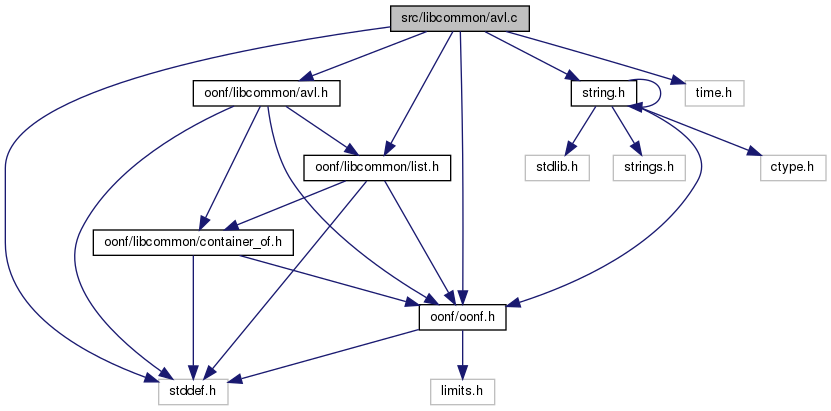 src/libcommon/avl.c
oonf/libcommon/avl.h
string.h
time.h
oonf/libcommon/list.h
stdlib.h
strings.h
ctype.h
oonf/libcommon/container_of.h
oonf/oonf.h
stddef.h
limits.h